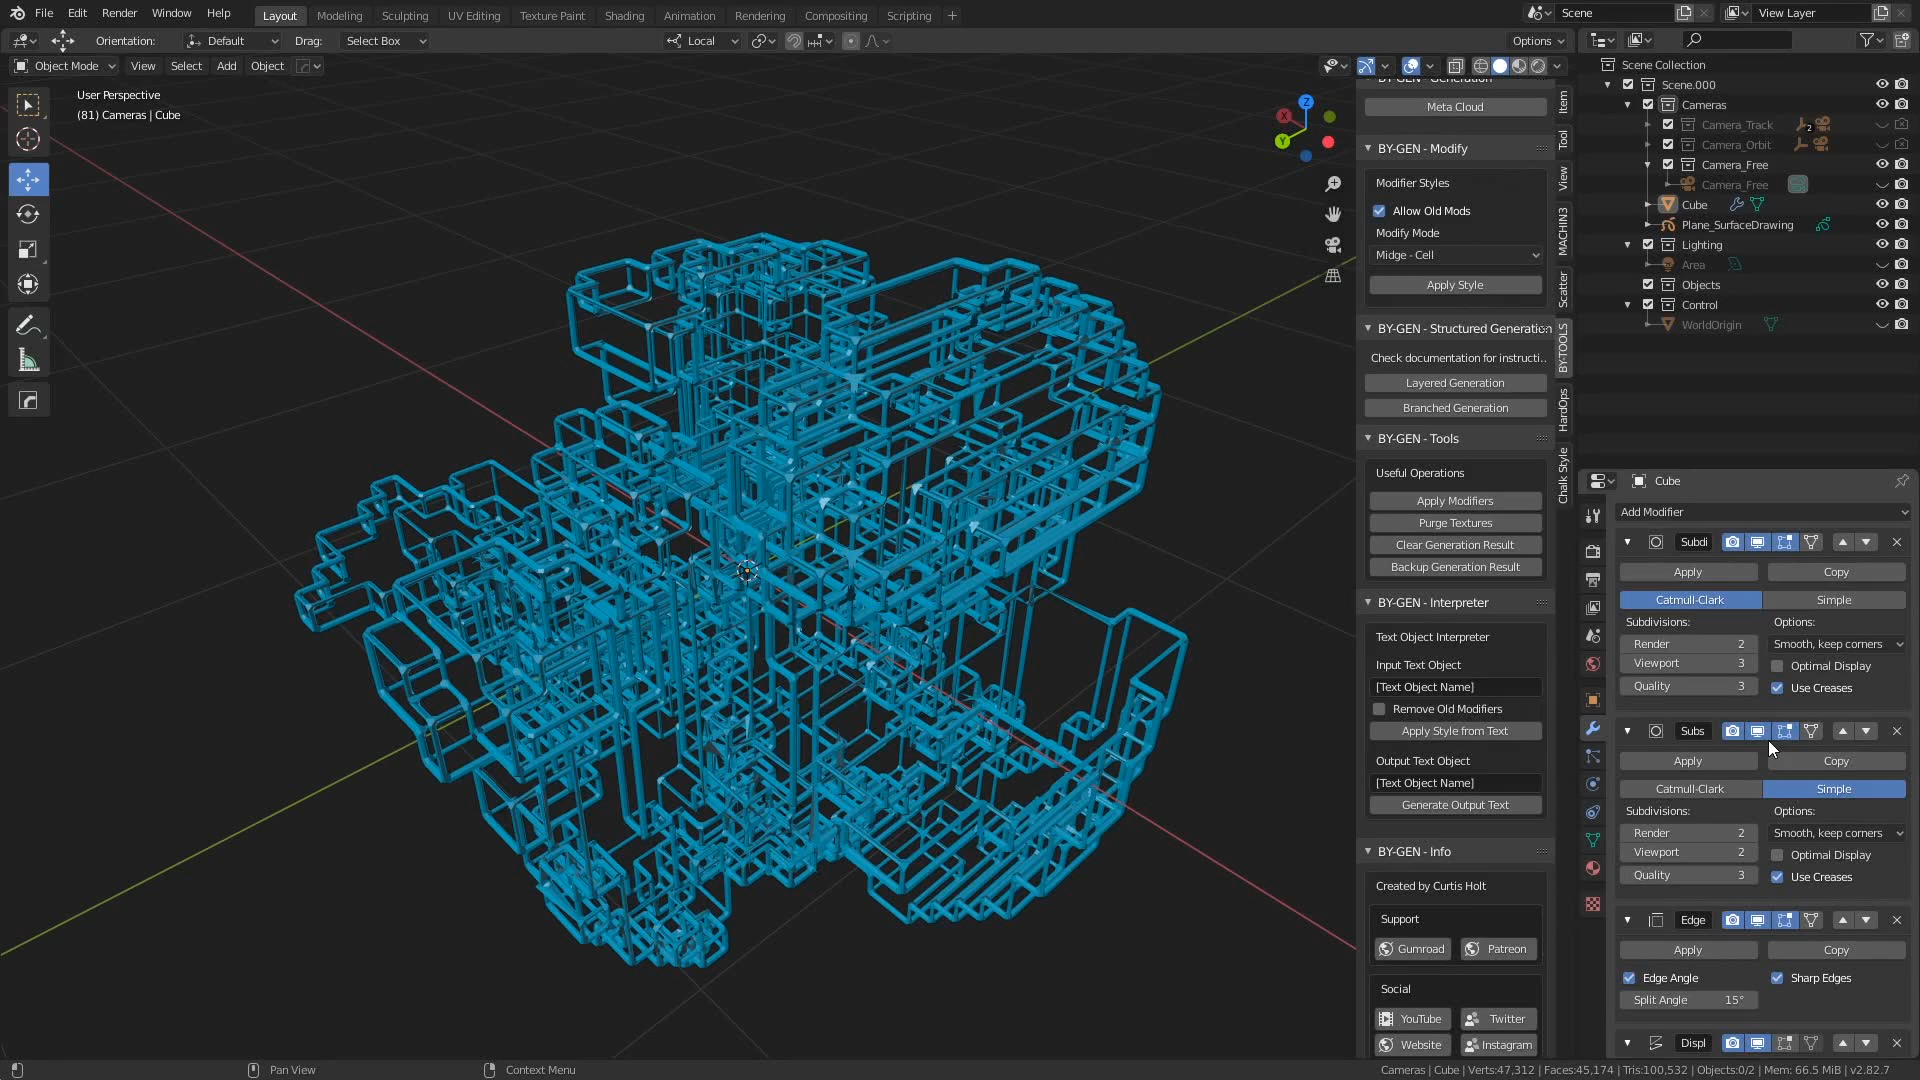 File Edit Render Window Help Layout Modeling Sculpting UV Editing Texture Paint Shading Animation Rendering Compositing Scripting + Scene View Layer
Orientation: Default Drag: Select Box Local Options
Object Mode View Select Add Object
User Perspective
(81) Cameras | Cube
Z
X
Y
Meta Cloud
BY-GEN - Modify
Modifier Styles
Allow Old Mods
Modify Mode
Midge - Cell
Apply Style
BY-GEN - Structured Generation
Check documentation for instructi..
Layered Generation
Branched Generation
BY-GEN - Tools
Useful Operations
Apply Modifiers
Purge Textures
Clear Generation Result
Backup Generation Result
BY-GEN - Interpreter
Text Object Interpreter
Input Text Object
[Text Object Name]
Remove Old Modifiers
Apply Style from Text
Output Text Object
[Text Object Name]
Generate Output Text
BY-GEN - Info
Created by Curtis Holt
Support
Gumroad Patreon
Social
YouTube Twitter
Website Instagram
Item
Tool
View
MACHIN3
Scatter
BY-TOOLS
HardOps
Chalk Style
Scene Collection
Scene.000
Cameras
Camera_Track 2
Camera_Orbit
Camera_Free
Camera_Free
Cube
Plane_SurfaceDrawing
Lighting
Area
Objects
Control
WorldOrigin
Cube
Add Modifier
Subdi
Apply Copy
Catmull-Clark Simple
Subdivisions: Options:
Render 2 Smooth, keep corners
Viewport 3 Optimal Display
Quality 3 Use Creases
Subs
Apply Copy
Catmull-Clark Simple
Subdivisions: Options:
Render 2 Smooth, keep corners
Viewport 2 Optimal Display
Quality 3 Use Creases
Edge
Apply Copy
Edge Angle Sharp Edges
Split Angle 15°
Displ
Pan View Context Menu Cameras | Cube | Verts:47,312 | Faces:45,174 | Tris:100,532 | Objects:0/2 | Mem: 66.5 MiB | v2.82.7